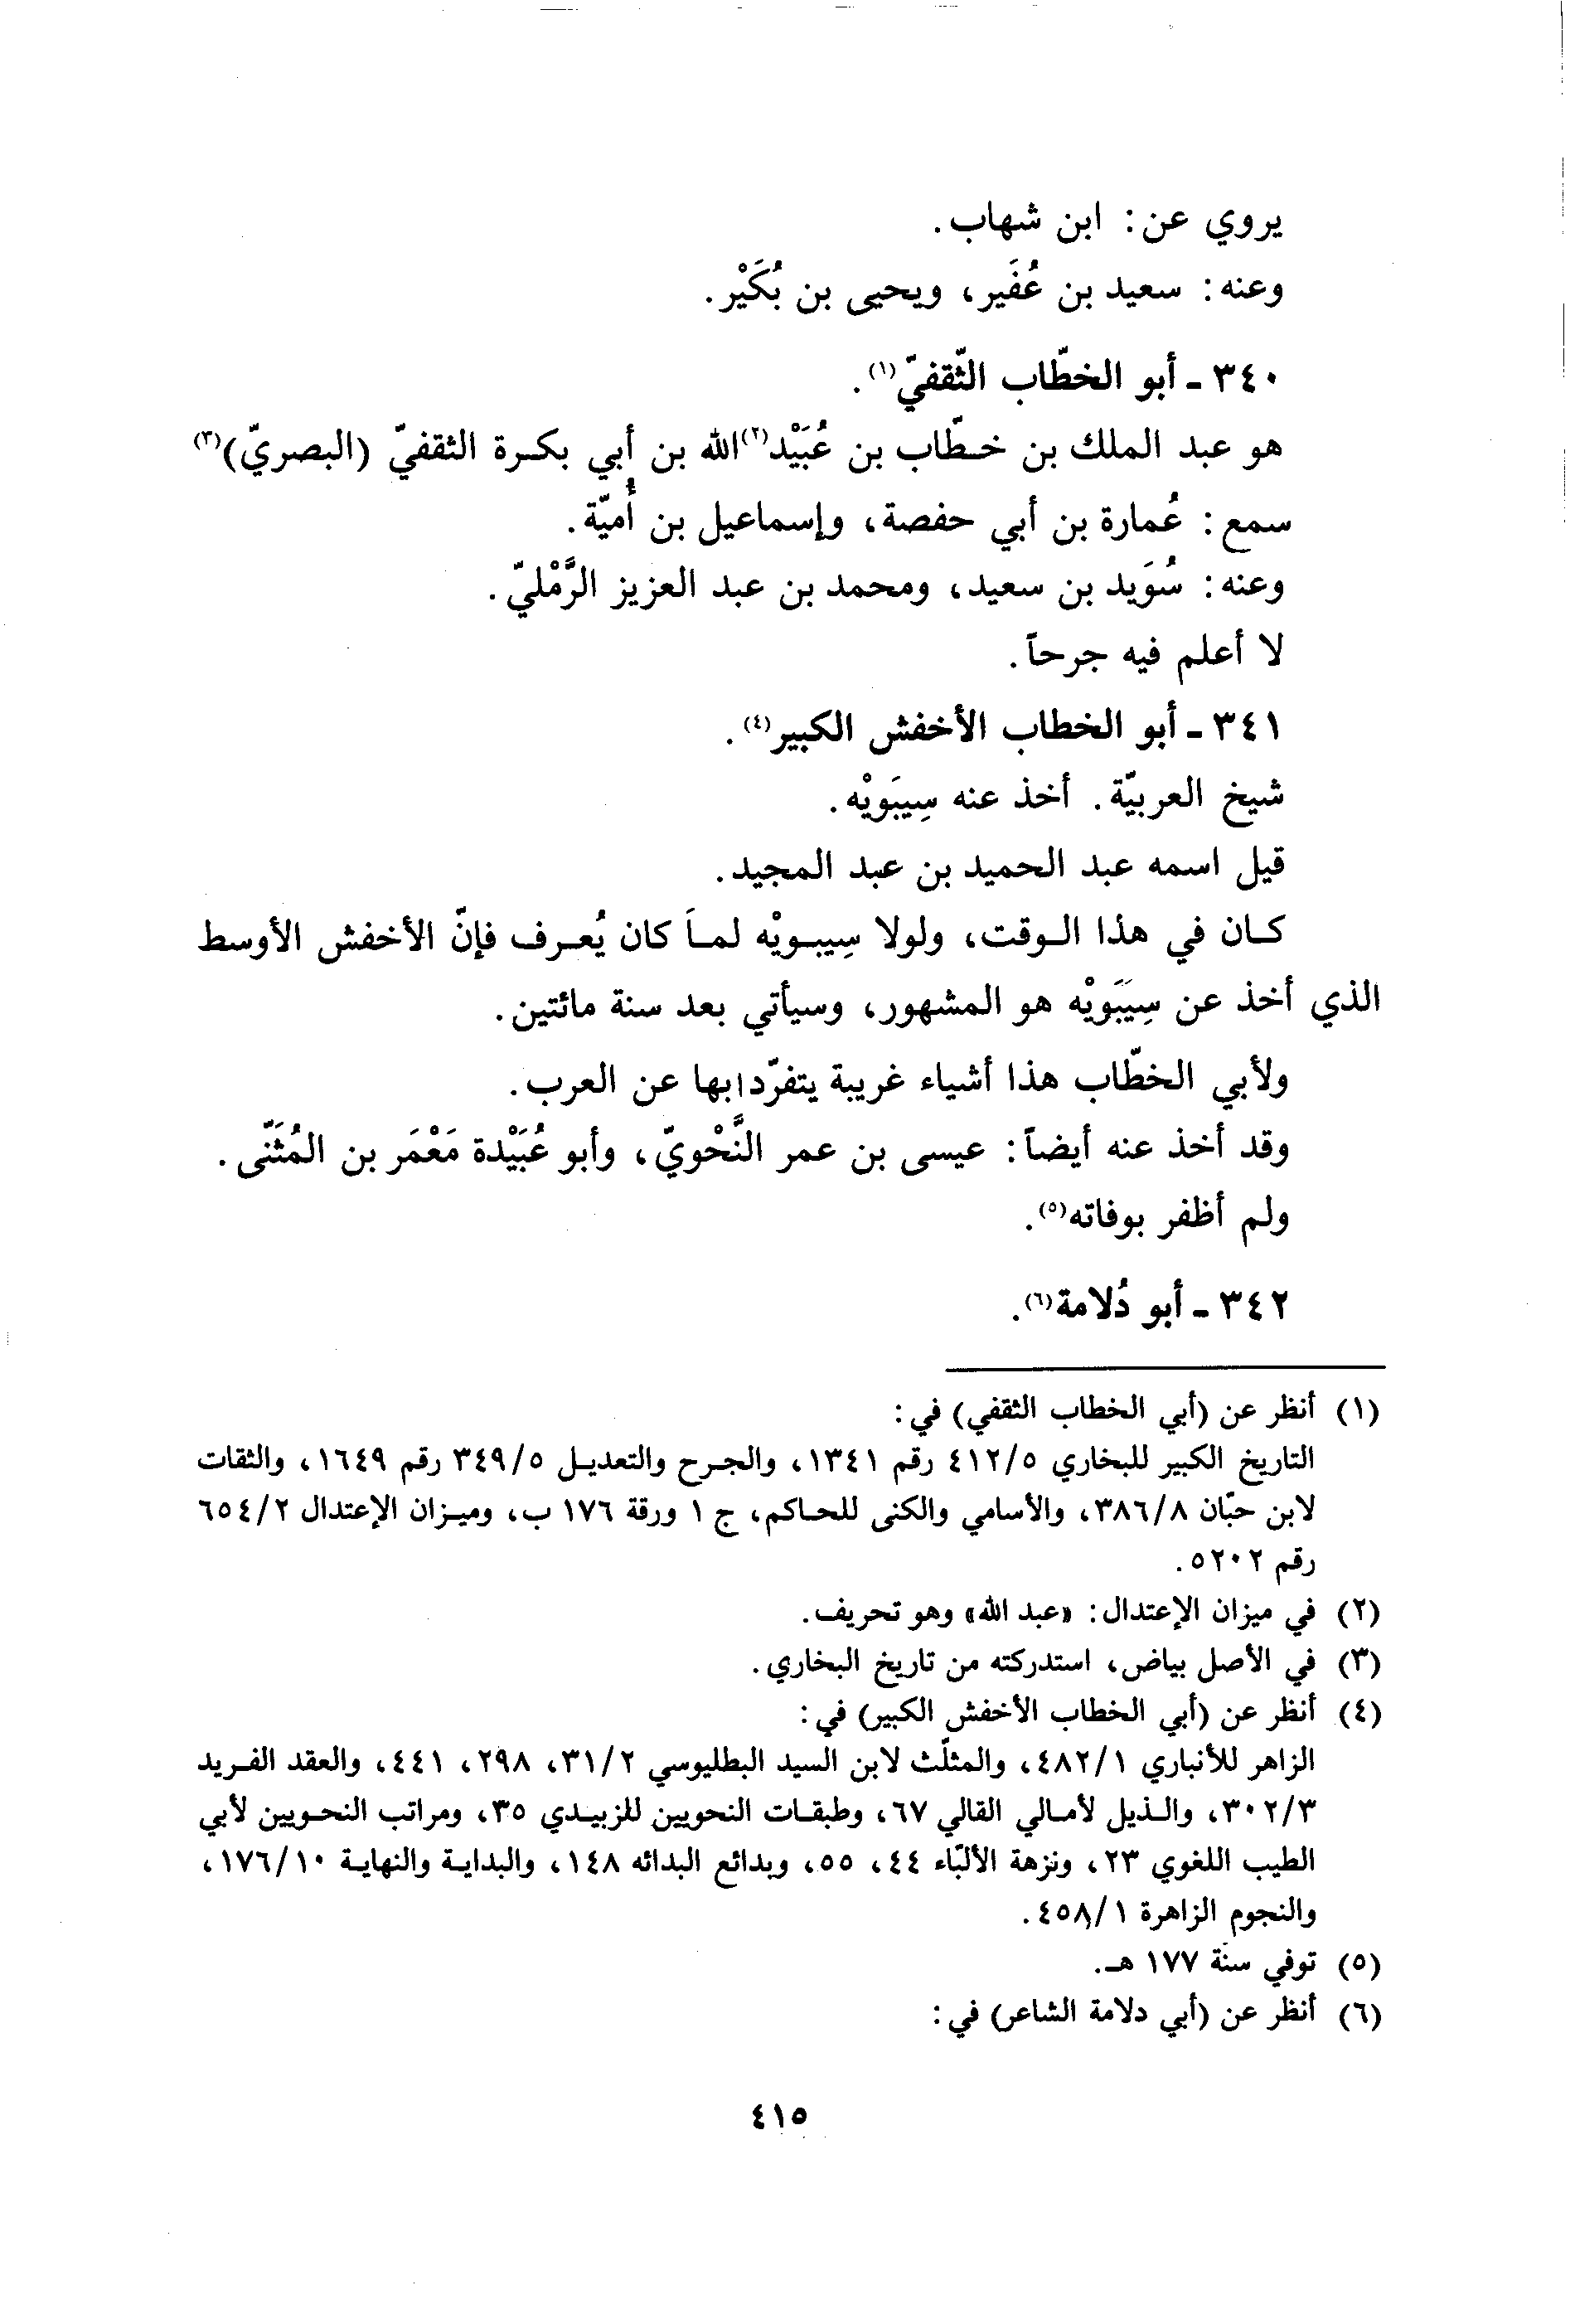 يروي عن: ابن شهاب.
وعنه: سعيد بن عُفَير، ويحيى بن بُكَيْر.
٣٤٠ - أبو الخطّاب الثّقفيّ(١).
هو عبد الملك بن خطّاب بن عُبَيْد(٢)الله بن أبي بكرة الثقفيّ (البصريّ)(٣)
سمع: عُمارة بن أبي حفصة، وإسماعيل بن أُميّة.
وعنه: سُوَيد بن سعيد، ومحمد بن عبد العزيز الرَّمْليّ.
لا أعلم فيه جرحاً.
٣٤١ - أبو الخطاب الأخفش الكبير(٤).
شيخ العربيّة. أخذ عنه سِيبَويْه.
قيل اسمه عبد الحميد بن عبد المجيد.
كان في هذا الوقت، ولولا سِيبويْه لماَ كان يُعرف فإنّ الأخفش الأوسط
الذي أخذ عن سِيَبَويْه هو المشهور، وسيأتي بعد سنة مائتين.
ولأبي الخطّاب هذا أشياء غريبة يتفرّد بها عن العرب.
وقد أخذ عنه أيضاً: عيسى بن عمر النَّحْويّ، وأبو عُبَيْدة مَعْمَر بن المُثَنّى.
ولم أظفر بوفاته(٥).
٣٤٢ - أبو دُلامة(٦).
(١) أنظر عن (أبي الخطاب الثقفي) في:
التاريخ الكبير للبخاري ٤١٢/٥ رقم ١٣٤١، والجرح والتعديل ٣٤٩/٥ رقم ١٦٤٩، والثقات
لابن حبّان ٣٨٦/٨، والأسامي والكنى للحاكم، ج ١ ورقة ١٧٦ ب، وميزان الإعتدال ٦٥٤/٢
رقم ٥٢٠٢.
(٢) في ميزان الإعتدال: «عبد الله» وهو تحريف.
(٣) في الأصل بياض، استدركته من تاريخ البخاري.
(٤) أنظر عن (أبي الخطاب الأخفش الكبير) في:
الزاهر للأنباري ٤٨٢/١، والمثلّث لابن السيد البطليوسي ٣١/٢، ٢٩٨، ٤٤١، والعقد الفريد
٣٠٢/٣، والذيل لأمالي القالي ٦٧، وطبقات النحويين للزبيدي ٣٥، ومراتب النحويين لأبي
الطيب اللغوي ٢٣، ونزهة الألبّاء ٤٤، ٥٥، وبدائع البدائه ١٤٨، والبداية والنهاية ١٧٦/١٠،
والنجوم الزاهرة ٤٥٨/١.
(٥) توفي سنة ١٧٧ هـ.
(٦) أنظر عن (أبي دلامة الشاعر) في:
٤١٥